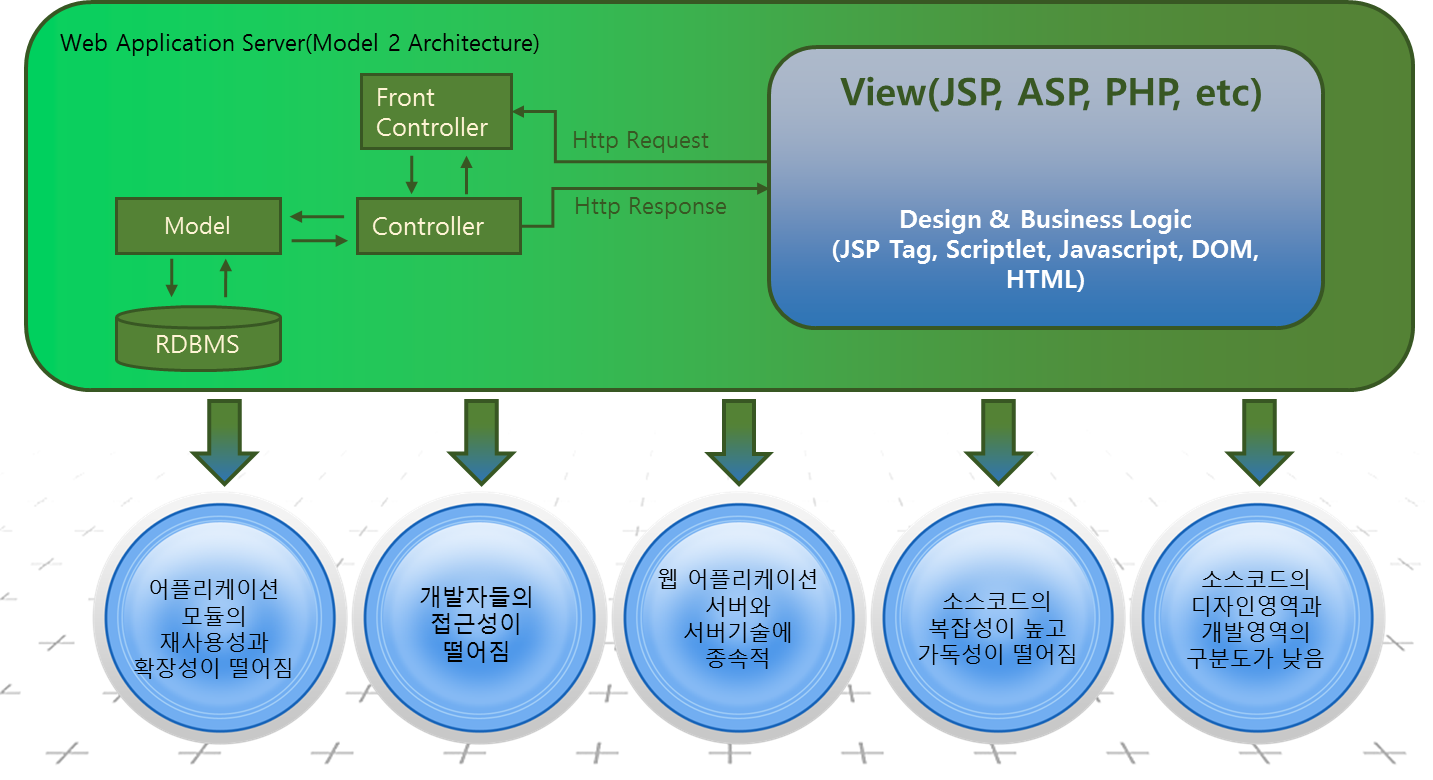 Web Application Server(Model 2 Architecture)
Front
Controller
Http Request
View(JSP, ASP, PHP, etc)
Model
Controller
Http Response
Design & Business Logic
(JSP Tag, Scriptlet, Javascript, DOM,
HTML)
RDBMS
어플리케이션
모듈의
재사용성과
확장성이 떨어짐
개발자들의
접근성이
떨어짐
웹 어플리케이션
서버와
서버기술에
종속적
소스코드의
복잡성이 높고
가독성이 떨어짐
소스코드의
디자인영역과
개발영역의
구분도가 낮음